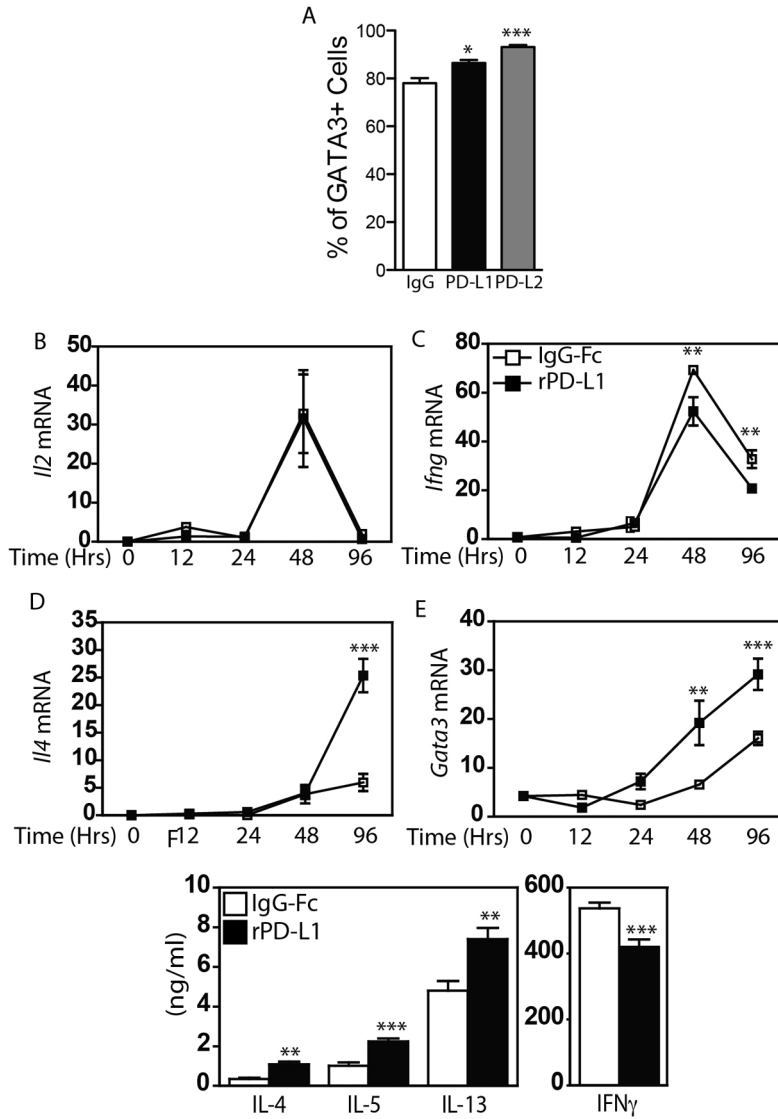 A
% of GATA3+ Cells
100
80
60
40
20
0
*
***
IgG PD-L1 PD-L2
B
Il2 mRNA
50
40
30
20
10
0
Time (Hrs) 0 12 24 48 96
C
Ifng mRNA
80
60
40
20
0
IgG-Fc
rPD-L1
**
**
Time (Hrs) 0 12 24 48 96
D
Il4 mRNA
35
30
25
20
15
10
5
0
***
Time (Hrs) 0 12 24 48 96
E
Gata3 mRNA
40
30
20
10
0
**
***
Time (Hrs) 0 12 24 48 96
F
(ng/ml)
10
8
6
4
2
0
IgG-Fc
rPD-L1
**
***
**
IL-4 IL-5 IL-13
600
400
200
0
***
IFNγ